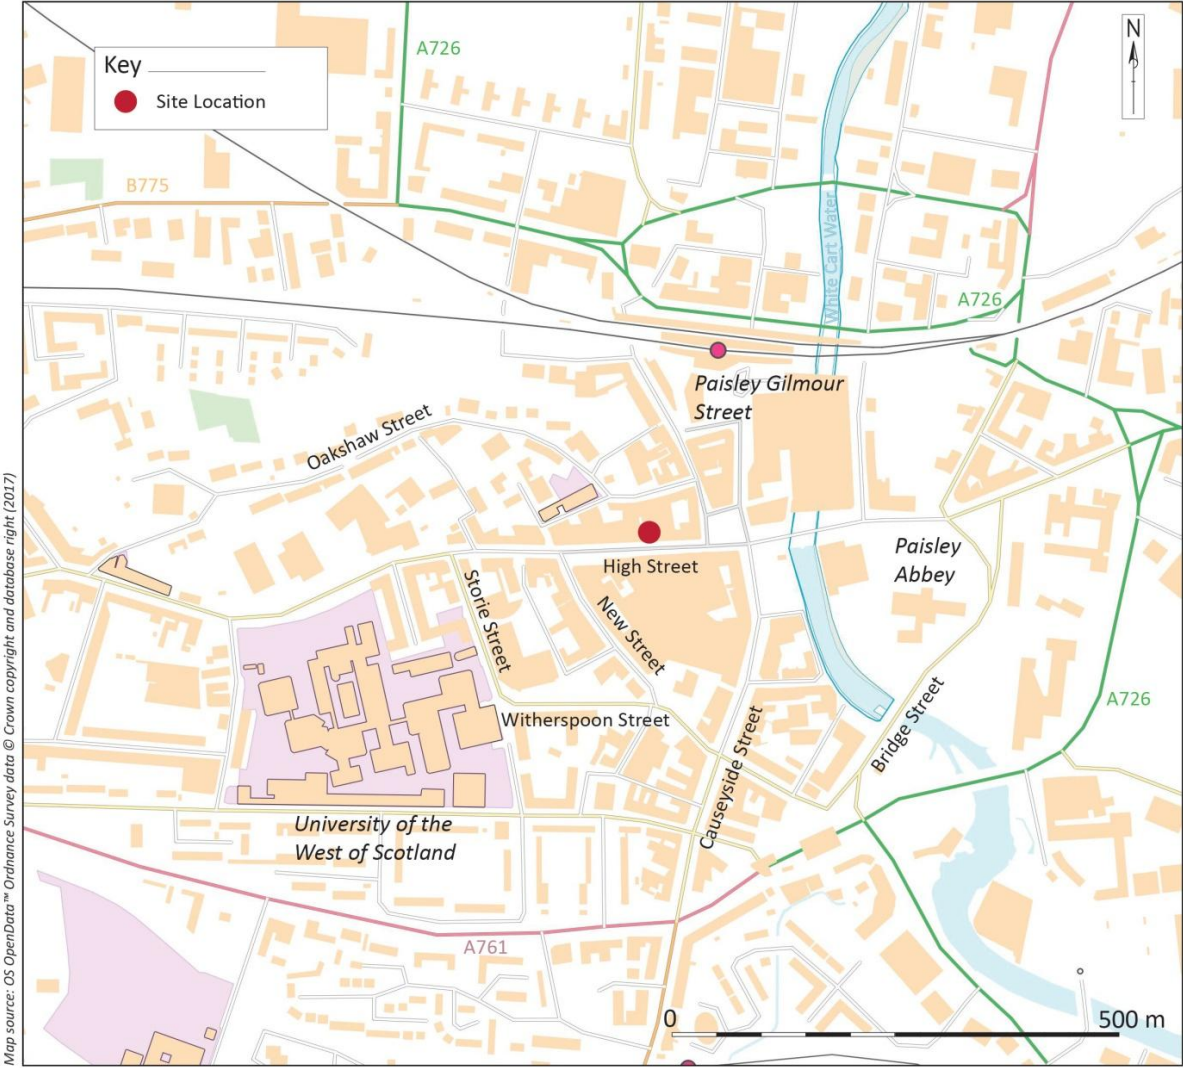 A726
N
Key
Site Location
B775
White Cart Water
A726
Paisley Gilmour
Street
Oakshaw Street
High Street
Paisley
Abbey
Storie Street
New Street
Witherspoon Street
Causeyside Street
Bridge Street
A726
University of the
West of Scotland
A761
0
500 m
Map source: OS OpenData™ Ordnance Survey data © Crown copyright and database right (2017)